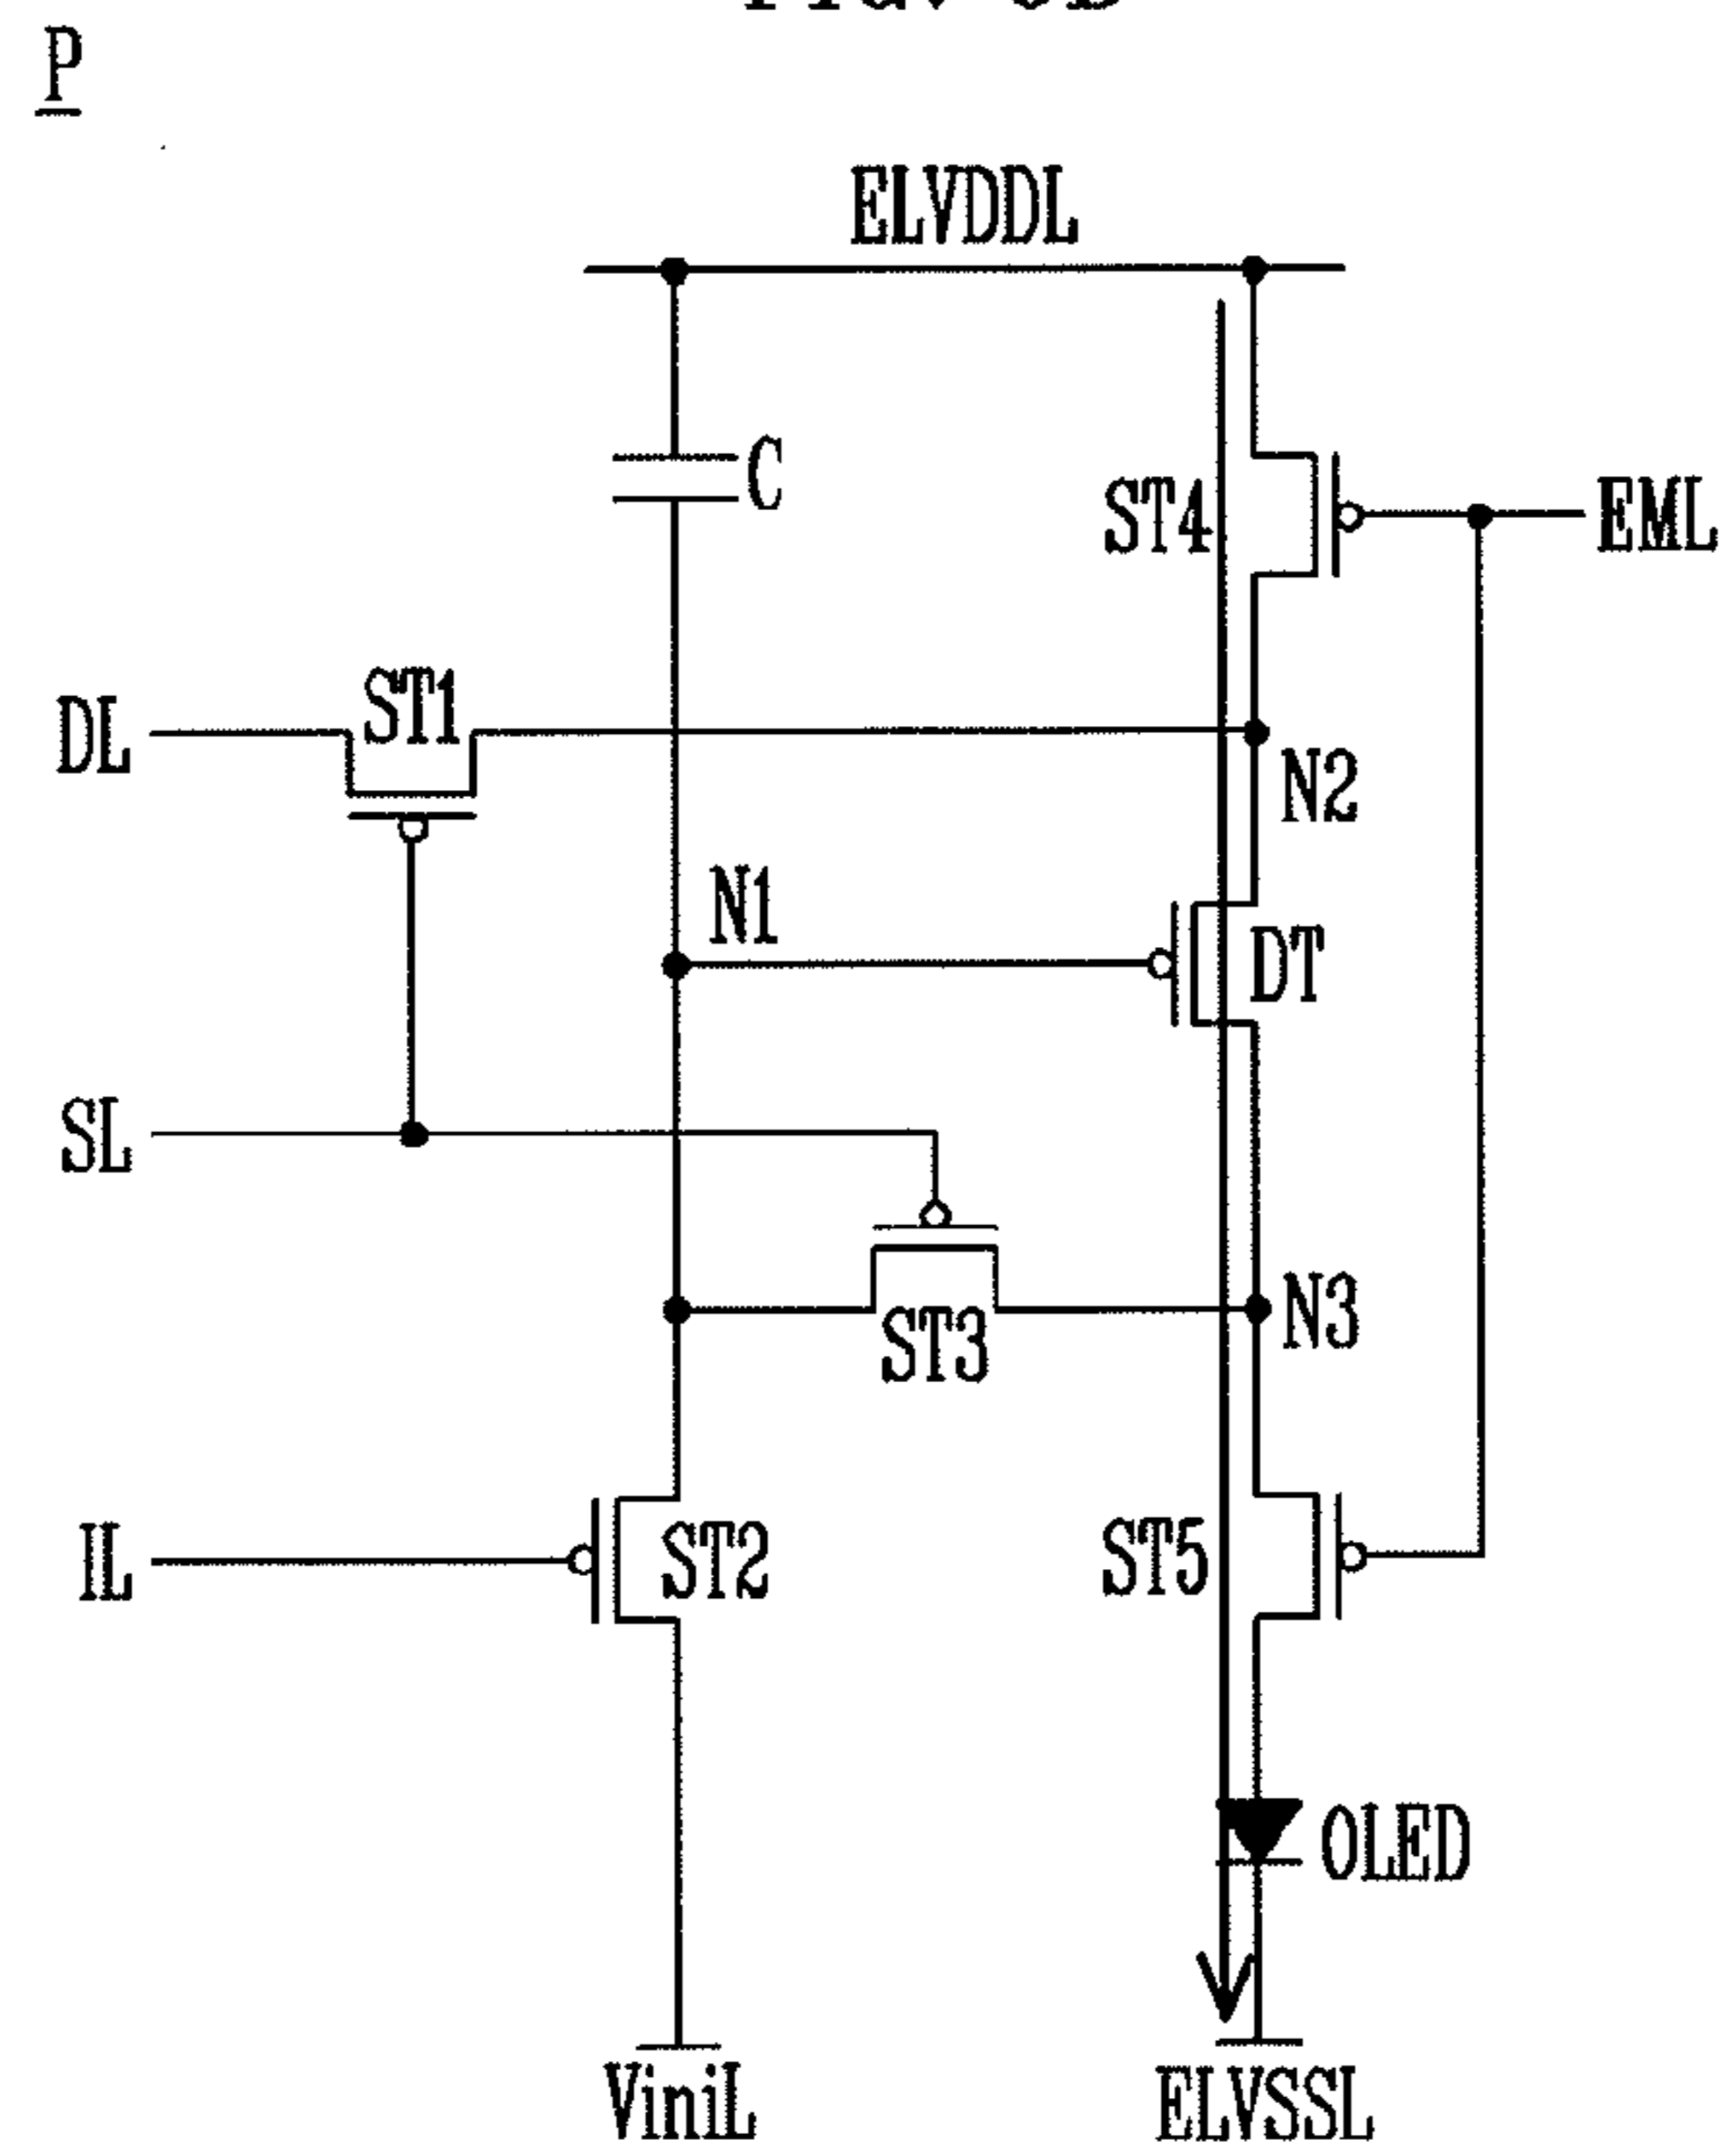 P
ELVDDL
C
ST4
EML
DL
ST1
N2
N1
DT
SL
N3
ST3
IL
ST2
ST5
OLED
ViniL
ELVSSL